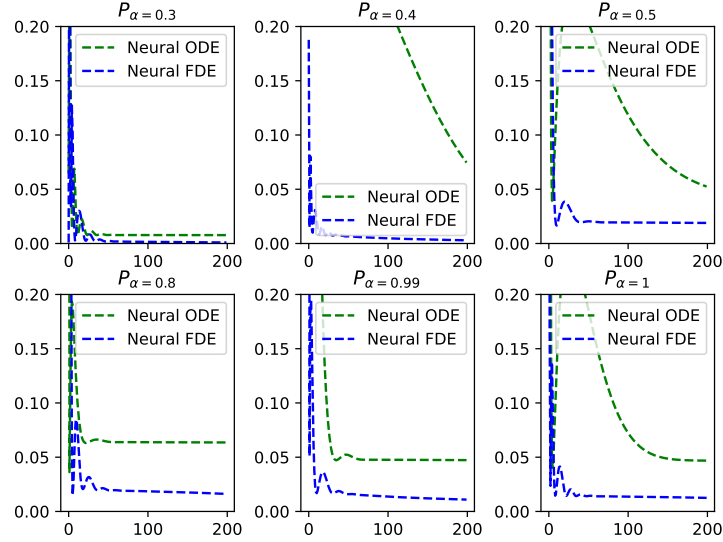 P_{α=0.3}
0.20
0.15
0.10
0.05
0.00
0
100
200
Neural ODE
Neural FDE
P_{α=0.4}
0.20
0.15
0.10
0.05
0.00
0
100
200
Neural ODE
Neural FDE
P_{α=0.5}
0.20
0.15
0.10
0.05
0.00
0
100
200
Neural ODE
Neural FDE
P_{α=0.8}
0.20
0.15
0.10
0.05
0.00
0
100
200
Neural ODE
Neural FDE
P_{α=0.99}
0.20
0.15
0.10
0.05
0.00
0
100
200
Neural ODE
Neural FDE
P_{α=1}
0.20
0.15
0.10
0.05
0.00
0
100
200
Neural ODE
Neural FDE